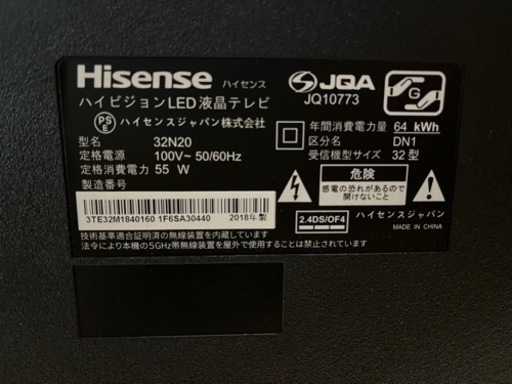 Hisense ハイセンス
ハイビジョンLED液晶テレビ
PSE ハイセンスジャパン株式会社
型名 32N20
定格電源 100V~ 50/60Hz
定格消費電力 55 W
製造番号
3TE32M1840160 1F6SA30440 2018年製
技術基準適合証明済の無線装置を内蔵しています
法令により本機の5GHz帯無線装置を屋外で使用することは禁止されています。
JQA
JQ10773
G
年間消費電力量 64 kWh
区分名 DN1
受信機型サイズ 32型
危険
感電の恐れがあるので
開けないこと
2.4DS/OF4
ハイセンスジャパン
MADE IN CHINA